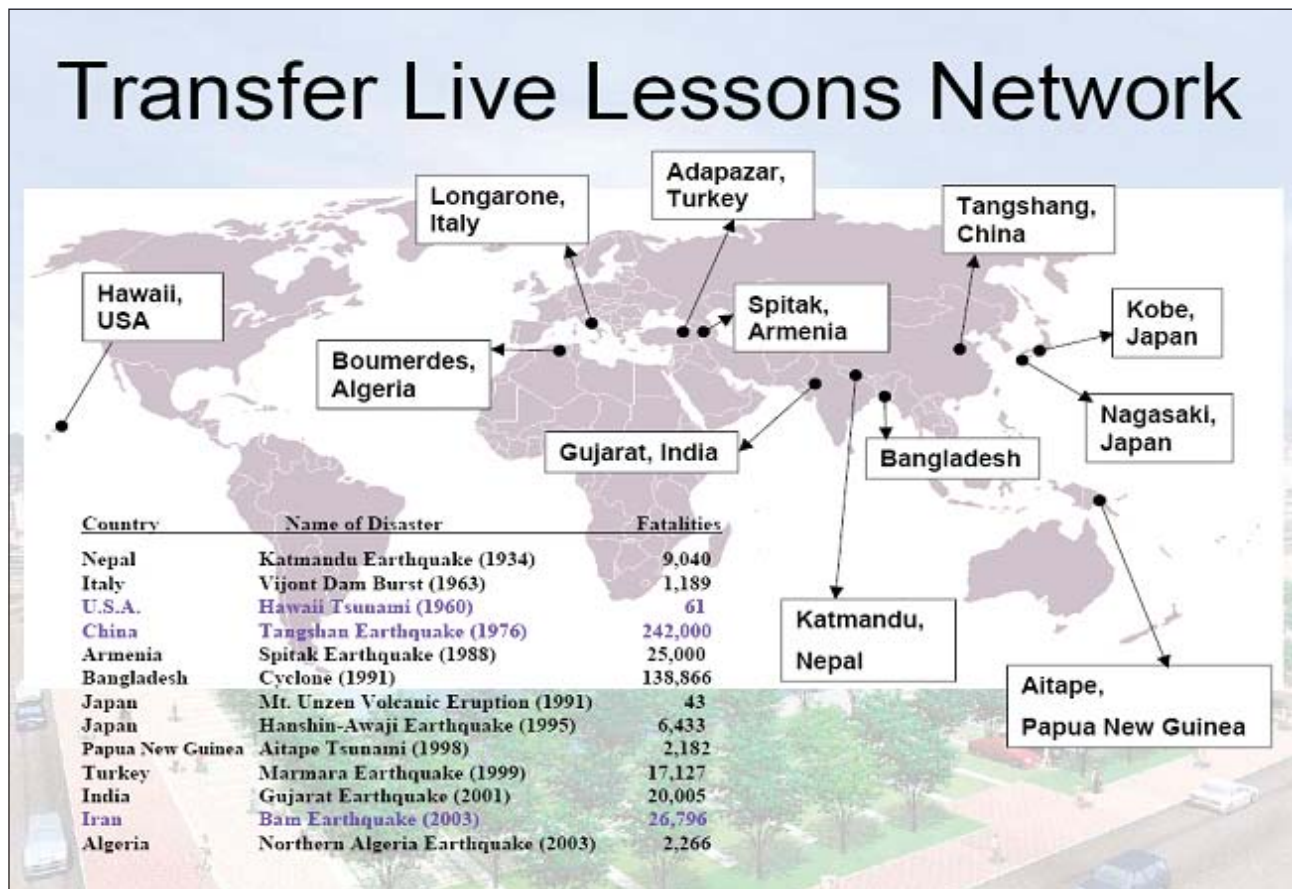 Transfer Live Lessons Network
Longarone,
Italy
Adapazar,
Turkey
Tangshang,
China
Hawaii,
USA
Spitak,
Armenia
Kobe,
Japan
Boumerdes,
Algeria
Nagasaki,
Japan
Gujarat, India
Bangladesh
Katmandu,
Nepal
Aitape,
Papua New Guinea
Country Name of Disaster Fatalities
Nepal Katmandu Earthquake (1934) 9,040
Italy Vijont Dam Burst (1963) 1,189
U.S.A. Hawaii Tsunami (1960) 61
China Tangshan Earthquake (1976) 242,000
Armenia Spitak Earthquake (1988) 25,000
Bangladesh Cyclone (1991) 138,866
Japan Mt. Unzen Volcanic Eruption (1991) 43
Japan Hanshin-Awaji Earthquake (1995) 6,433
Papua New Guinea Aitape Tsunami (1998) 2,182
Turkey Marmara Earthquake (1999) 17,127
India Gujarat Earthquake (2001) 20,005
Iran Bam Earthquake (2003) 26,796
Algeria Northern Algeria Earthquake (2003) 2,266